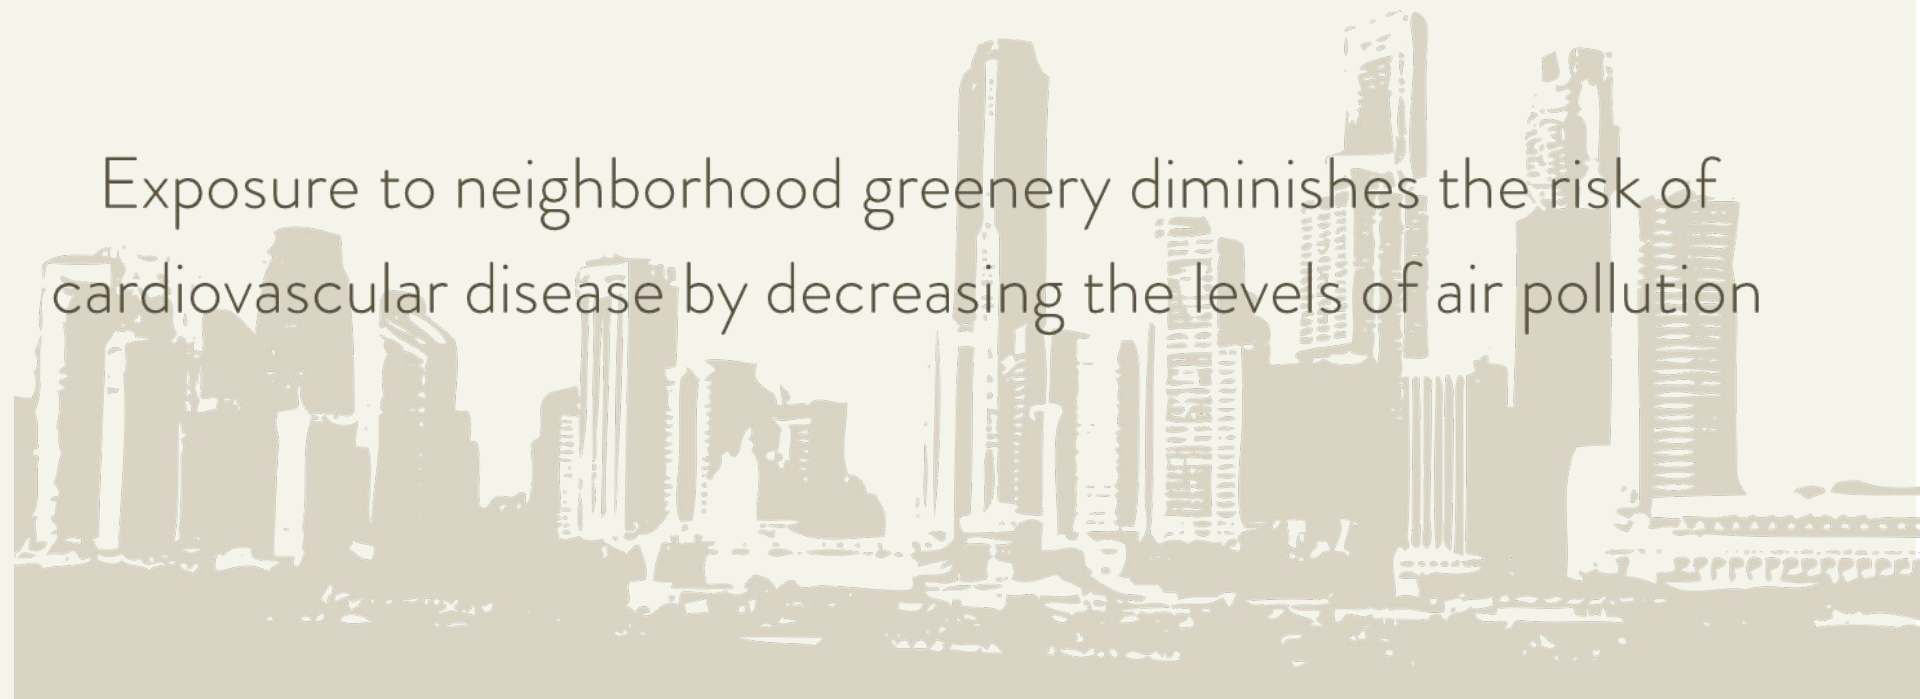 Exposure to neighborhood greenery diminishes the risk of
cardiovascular disease by decreasing the levels of air pollution